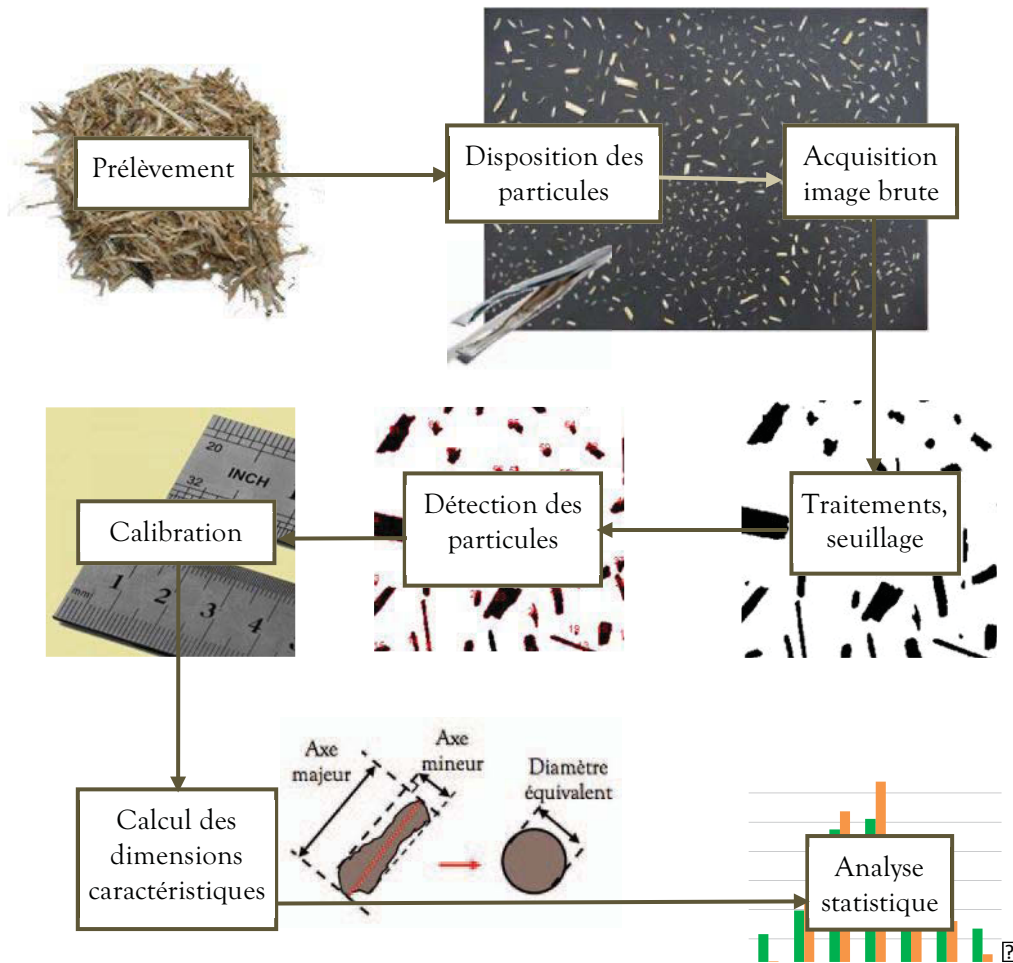 Prélèvement
Disposition des
particules
Acquisition
image brute
Traitements,
seuillage
Détection des
particules
Calibration
20
INCH
32
mm
1
2
3
4
Calcul des
dimensions
caractéristiques
Axe
majeur
Axe
mineur
Diamètre
équivalent
Analyse
statistique